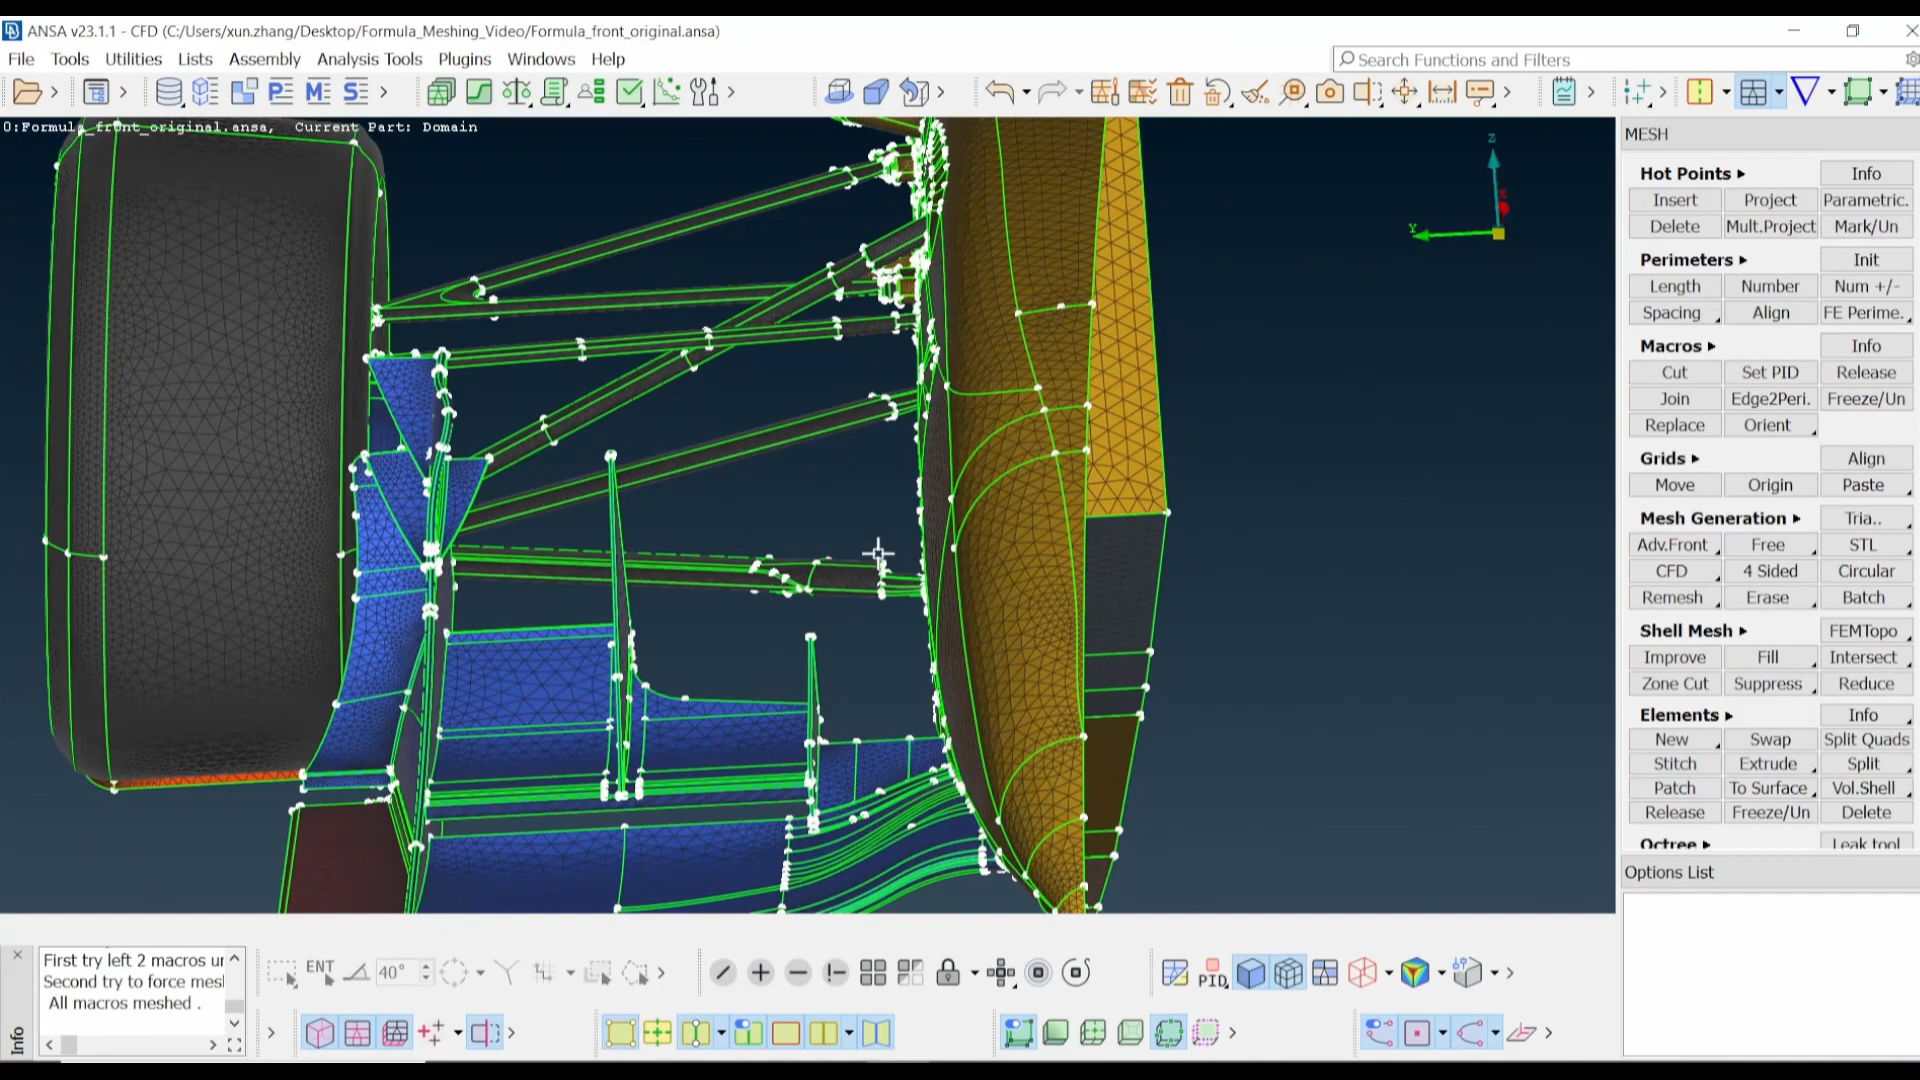 ANSA v23.1.1 - CFD (C:/Users/xun.zhang/Desktop/Formula_Meshing_Video/Formula_front_original.ansa)
File Tools Utilities Lists Assembly Analysis Tools Plugins Windows Help
Search Functions and Filters
0:Formula_front_original.ansa, Current Part: Domain
Z
Y
MESH
Hot Points Info
Insert Project Parametric.
Delete Mult.Project Mark/Un
Perimeters Init
Length Number Num +/-
Spacing Align FE Perime..
Macros Info
Cut Set PID Release
Join Edge2Peri. Freeze/Un
Replace Orient
Grids Align
Move Origin Paste
Mesh Generation Tria..
Adv.Front Free STL
CFD 4 Sided Circular
Remesh Erase Batch
Shell Mesh FEMTopo
Improve Fill Intersect
Zone Cut Suppress Reduce
Elements Info
New Swap Split Quads
Stitch Extrude Split
Patch To Surface Vol.Shell
Release Freeze/Un Delete
Octree Leak tool
Options List
Info
First try left 2 macros ur
Second try to force mesl
All macros meshed .
ENT
40°
PID